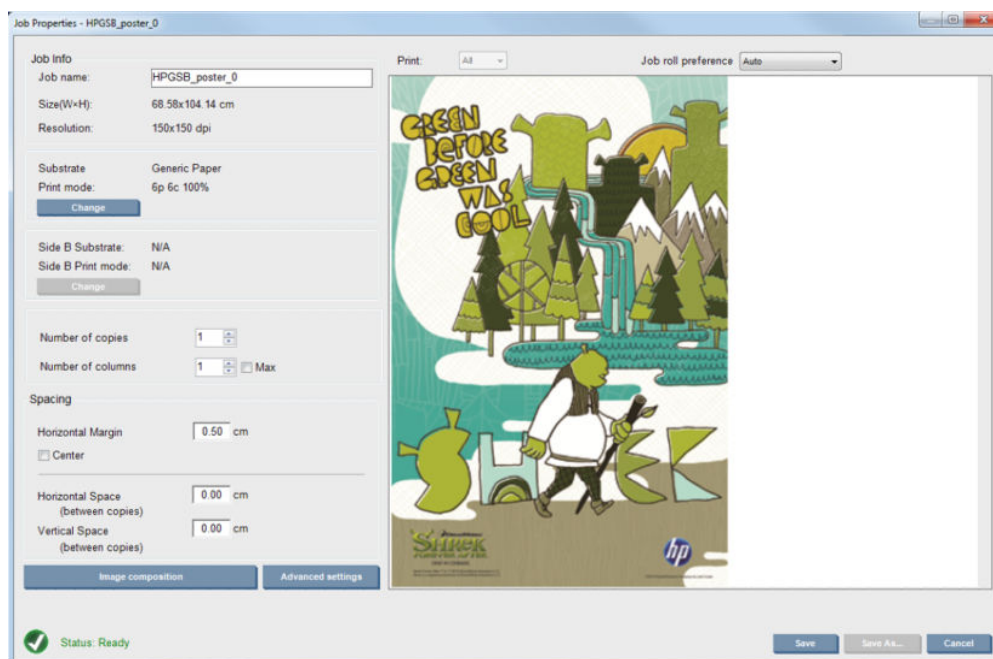 Job Properties - HPGSB_poster_0
Job Info
Job name: HPGSB_poster_0
Size(W×H): 68.58x104.14 cm
Resolution: 150x150 dpi
Substrate Generic Paper
Print mode: 6p 6c 100%
Change
Side B Substrate: N/A
Side B Print mode: N/A
Change
Number of copies 1
Number of columns 1 Max
Spacing
Horizontal Margin 0.50 cm
Center
Horizontal Space 0.00 cm
(between copies)
Vertical Space 0.00 cm
(between copies)
Image composition Advanced settings
Print: All Job roll preference Auto
GREEN
BEFORE
GREEN
WAS
COOL
SHREK
SHREK
hp
Status: Ready
Save Save As... Cancel